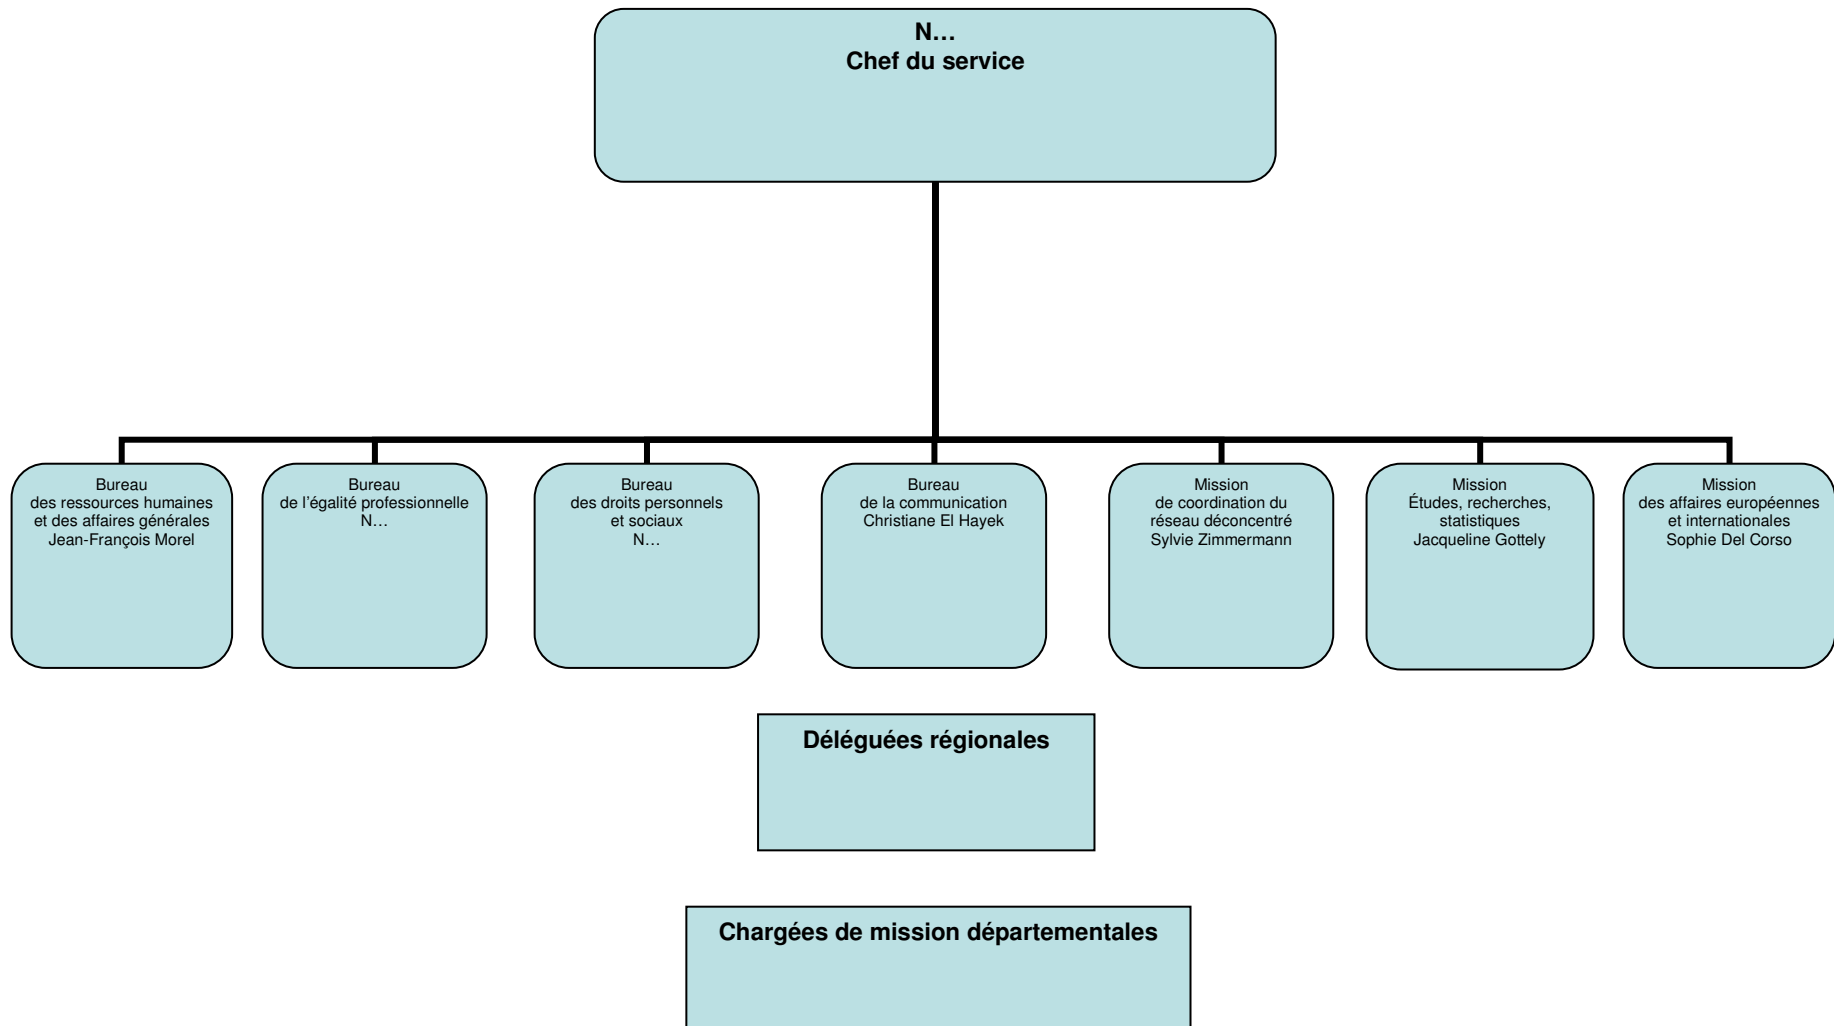 N…
Chef du service
Bureau
des ressources humaines
et des affaires générales
Jean-François Morel
Bureau
de l'égalité professionnelle
N…
Bureau
des droits personnels
et sociaux
N…
Bureau
de la communication
Christiane El Hayek
Mission
de coordination du
réseau déconcentré
Sylvie Zimmermann
Mission
Études, recherches,
statistiques
Jacqueline Gottely
Mission
des affaires européennes
et internationales
Sophie Del Corso
Déléguées régionales
Chargées de mission départementales